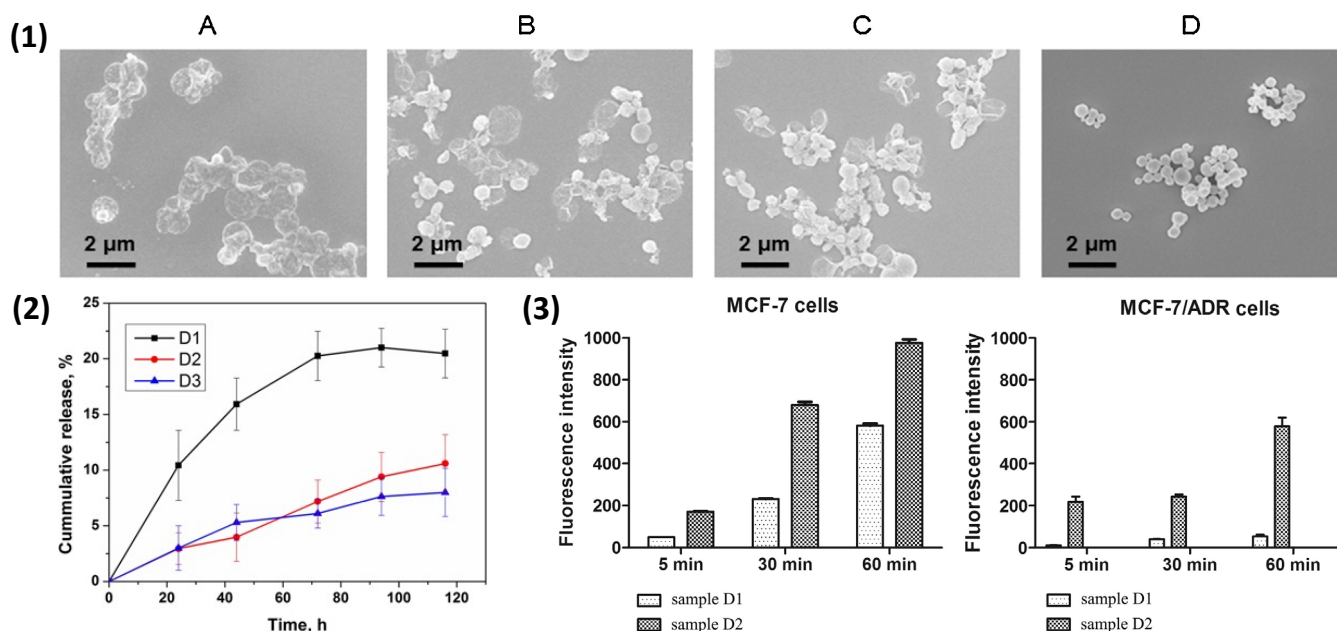 (1)
A B C D
2 µm 2 µm 2 µm 2 µm
(2)
25
20
15
10
5
0
Cummulative release, %
D1
D2
D3
0 20 40 60 80 100 120
Time, h
(3)
MCF-7 cells
1000
800
600
400
200
0
Fluorescence intensity
5 min 30 min 60 min
sample D1
sample D2
MCF-7/ADR cells
1000
800
600
400
200
0
Fluorescence intensity
5 min 30 min 60 min
sample D1
sample D2